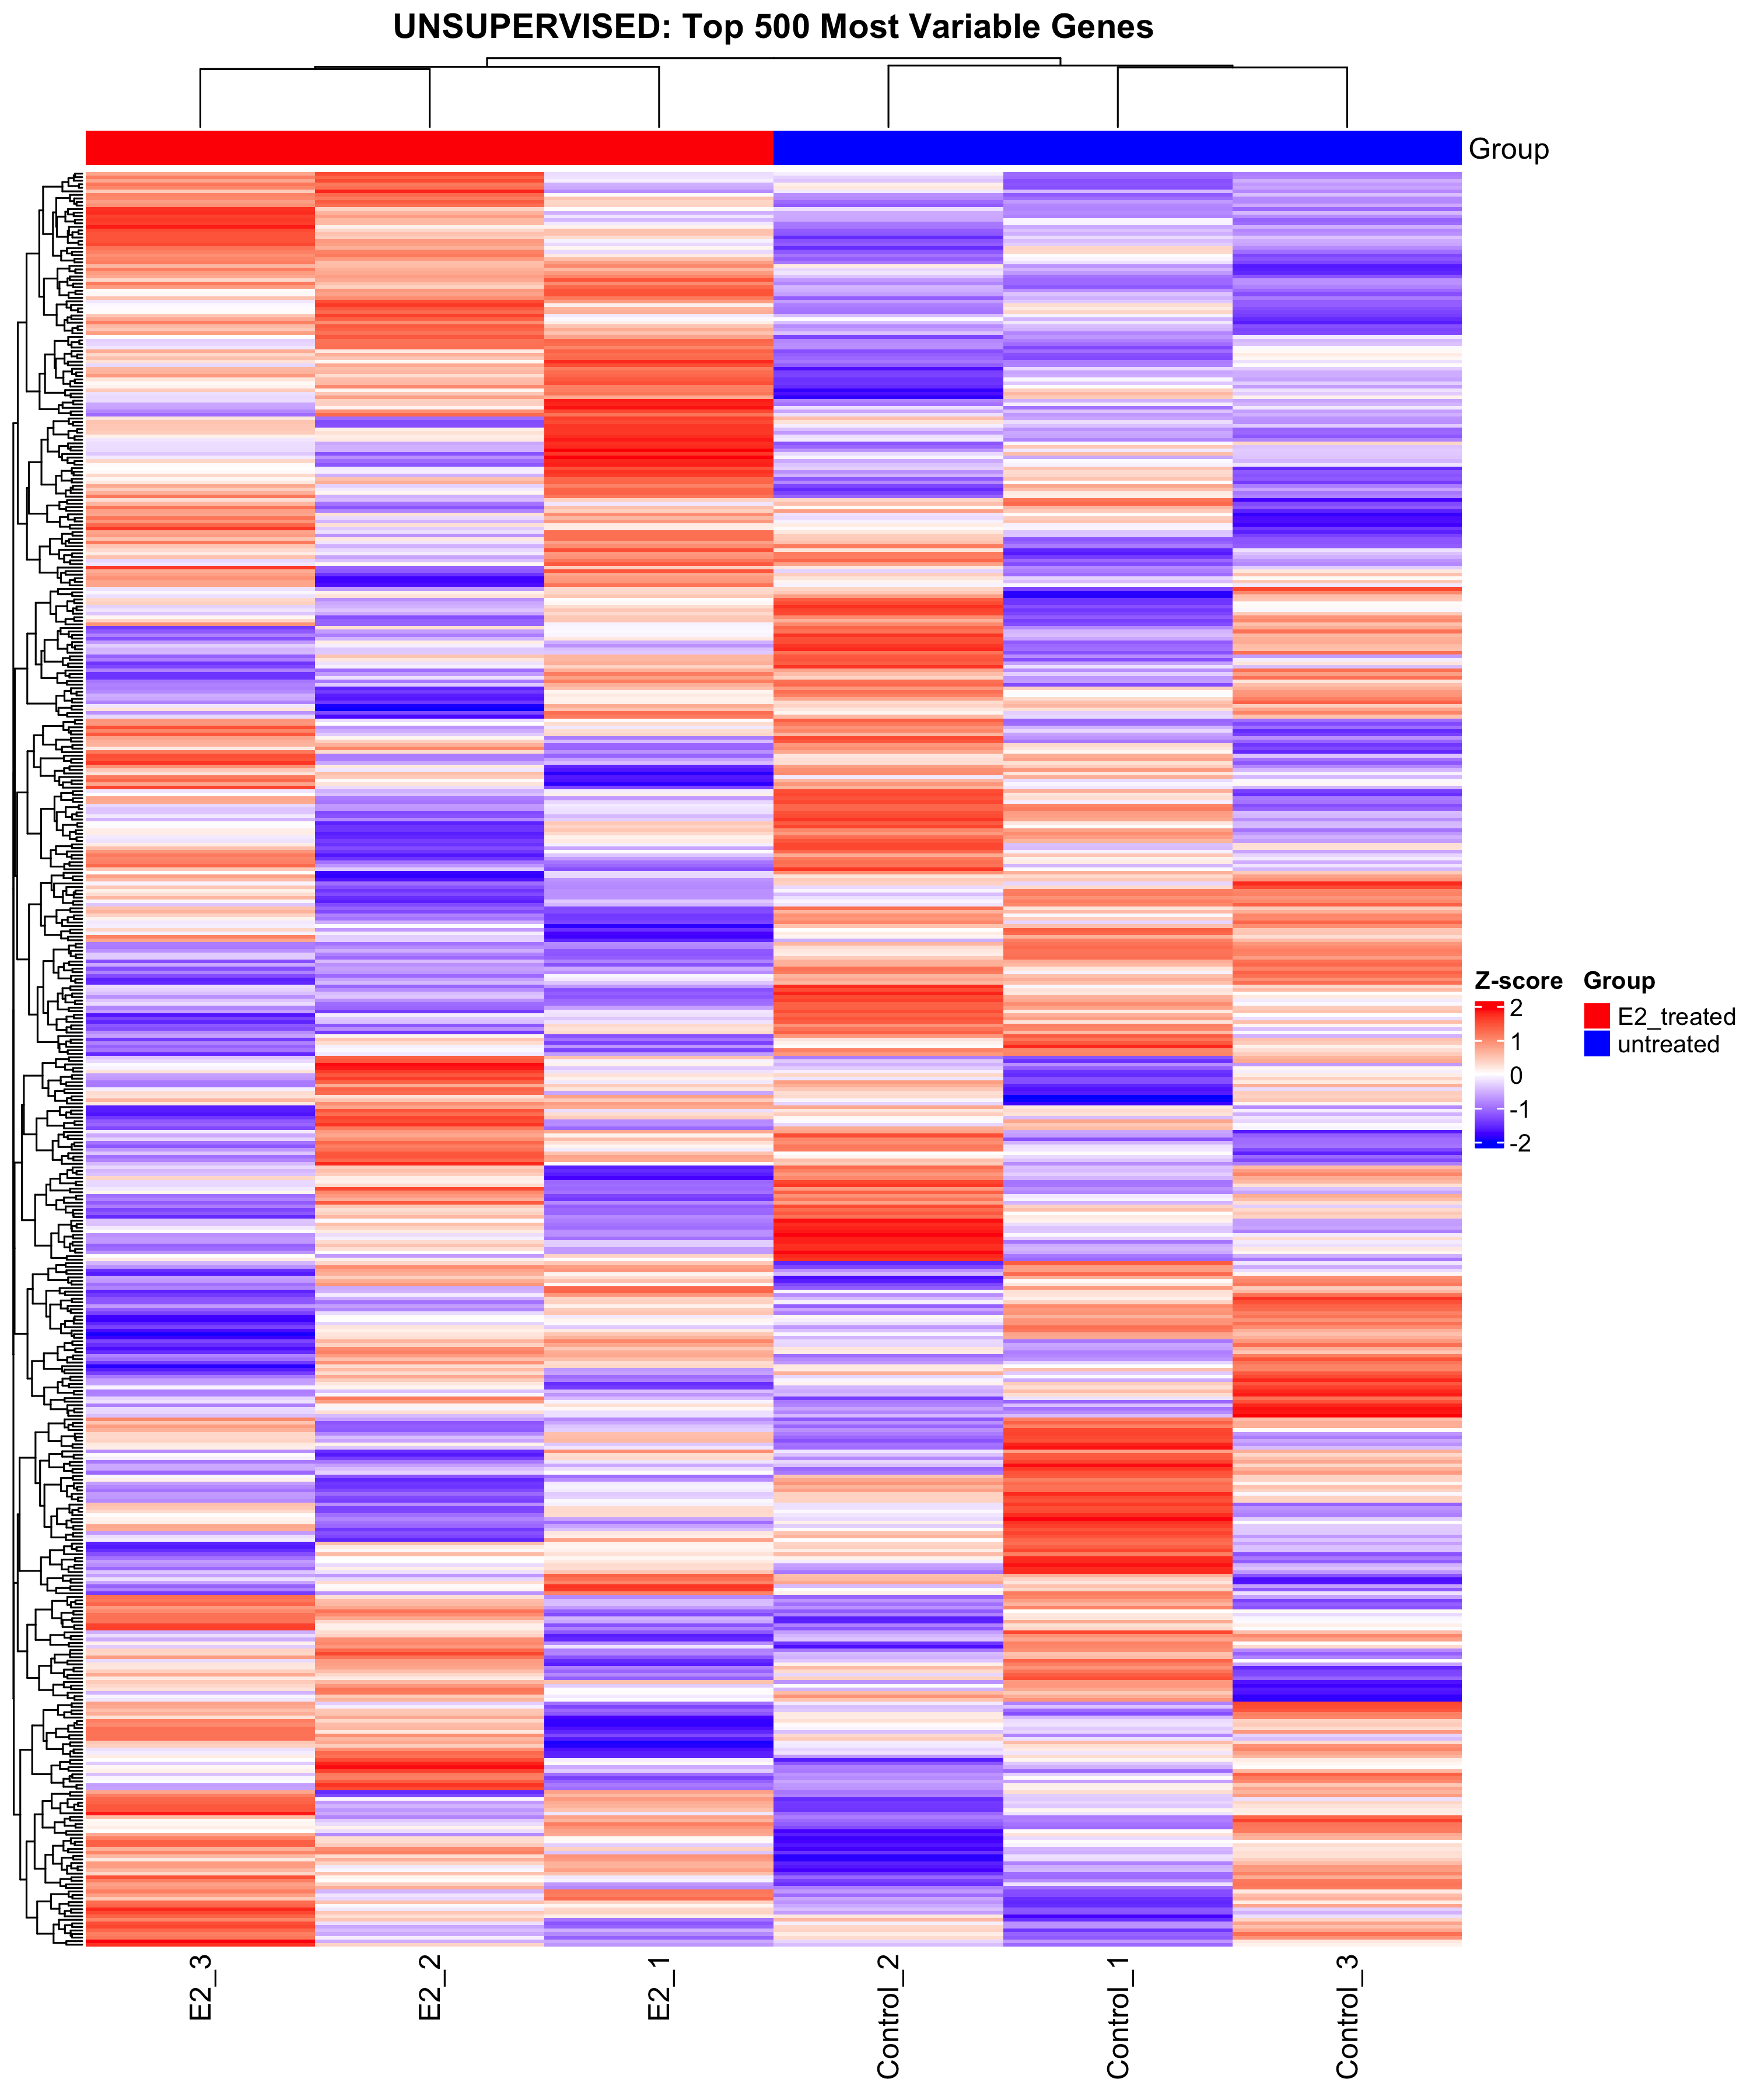 UNSUPERVISED: Top 500 Most Variable Genes
Group
Z-score
2
1
0
-1
-2
Group
E2_treated
untreated
E2_3
E2_2
E2_1
Control_2
Control_1
Control_3